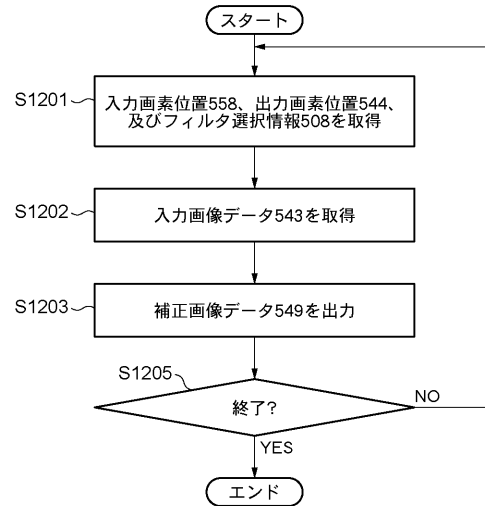 スタート
S1201
入力画素位置558、出力画素位置544、
及びフィルタ選択情報508を取得
S1202
入力画像データ543を取得
S1203
補正画像データ549を出力
S1205
終了?
NO
YES
エンド